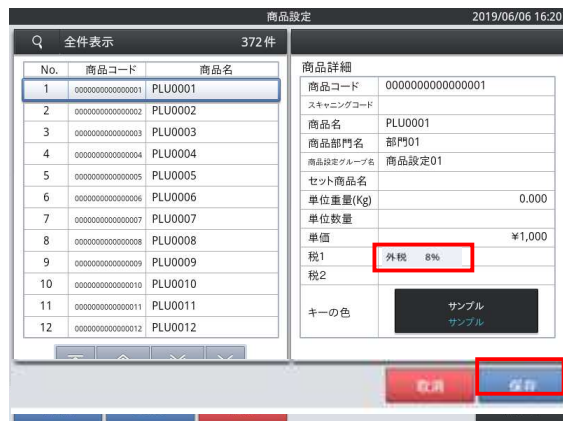 商品設定 2019/06/06 16:20
全件表示 372件
No. 商品コード 商品名
1 0000000000000001 PLU0001
2 0000000000000002 PLU0002
3 0000000000000003 PLU0003
4 0000000000000004 PLU0004
5 0000000000000005 PLU0005
6 0000000000000006 PLU0006
7 0000000000000007 PLU0007
8 0000000000000008 PLU0008
9 0000000000000009 PLU0009
10 0000000000000010 PLU0010
11 0000000000000011 PLU0011
12 0000000000000012 PLU0012
商品詳細
商品コード 0000000000000001
スキャニングコード
商品名 PLU0001
商品部門名 部門01
商品設定グループ名 商品設定01
セット商品名
単位重量(Kg) 0.000
単位数量
単価 ¥1,000
税1 外税 8%
税2
キーの色 サンプル
サンプル
取消 保存